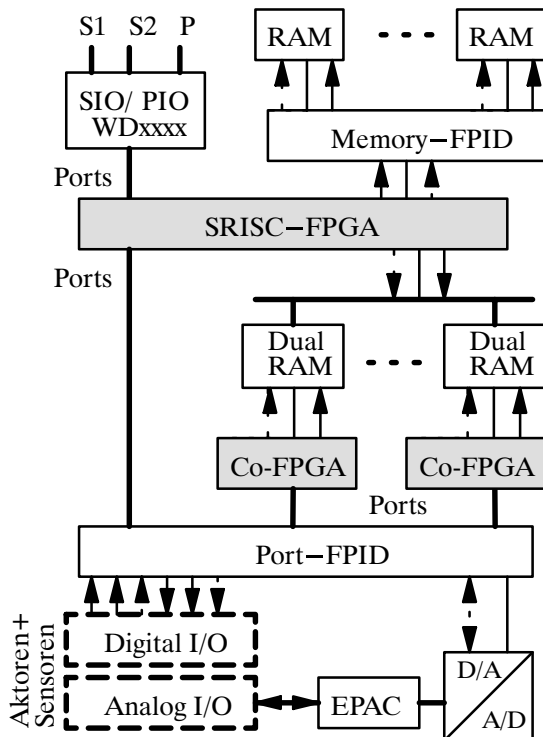 S1 S2 P
RAM RAM
SIO/ PIO
WDxxxx
Memory−FPID
Ports
SRISC−FPGA
Ports
Dual
RAM
Dual
RAM
Co-FPGA Co-FPGA
Ports
Port−FPID
Aktoren+
Sensoren
Digital I/O
Analog I/O
EPAC
D/A
A/D